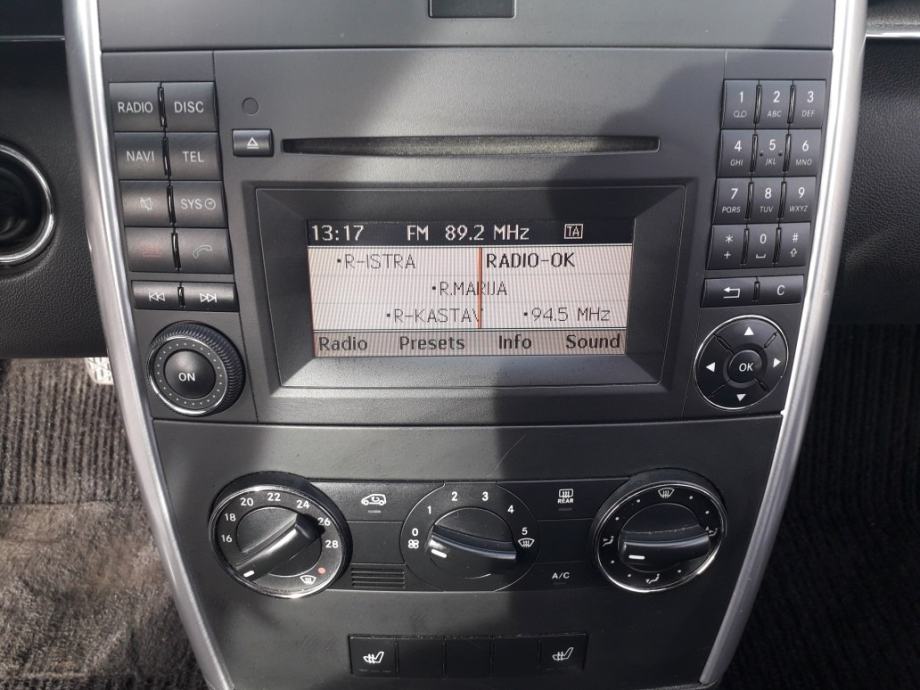 RADIO DISC
NAVI TEL
SYS
ON
13:17 FM 89.2 MHz TA
•R-ISTRA RADIO-OK
•R.MARIJA
•R-KASTAV •94.5 MHz
Radio Presets Info Sound
1 2 3
QD ABC DEF
4 5 6
GHI JKL MNO
7 8 9
PQRS TUV WXYZ
* 0 #
+
C
OK
16 18 20 22 24 26 28
0 1 2 3 4 5
REAR
A/C